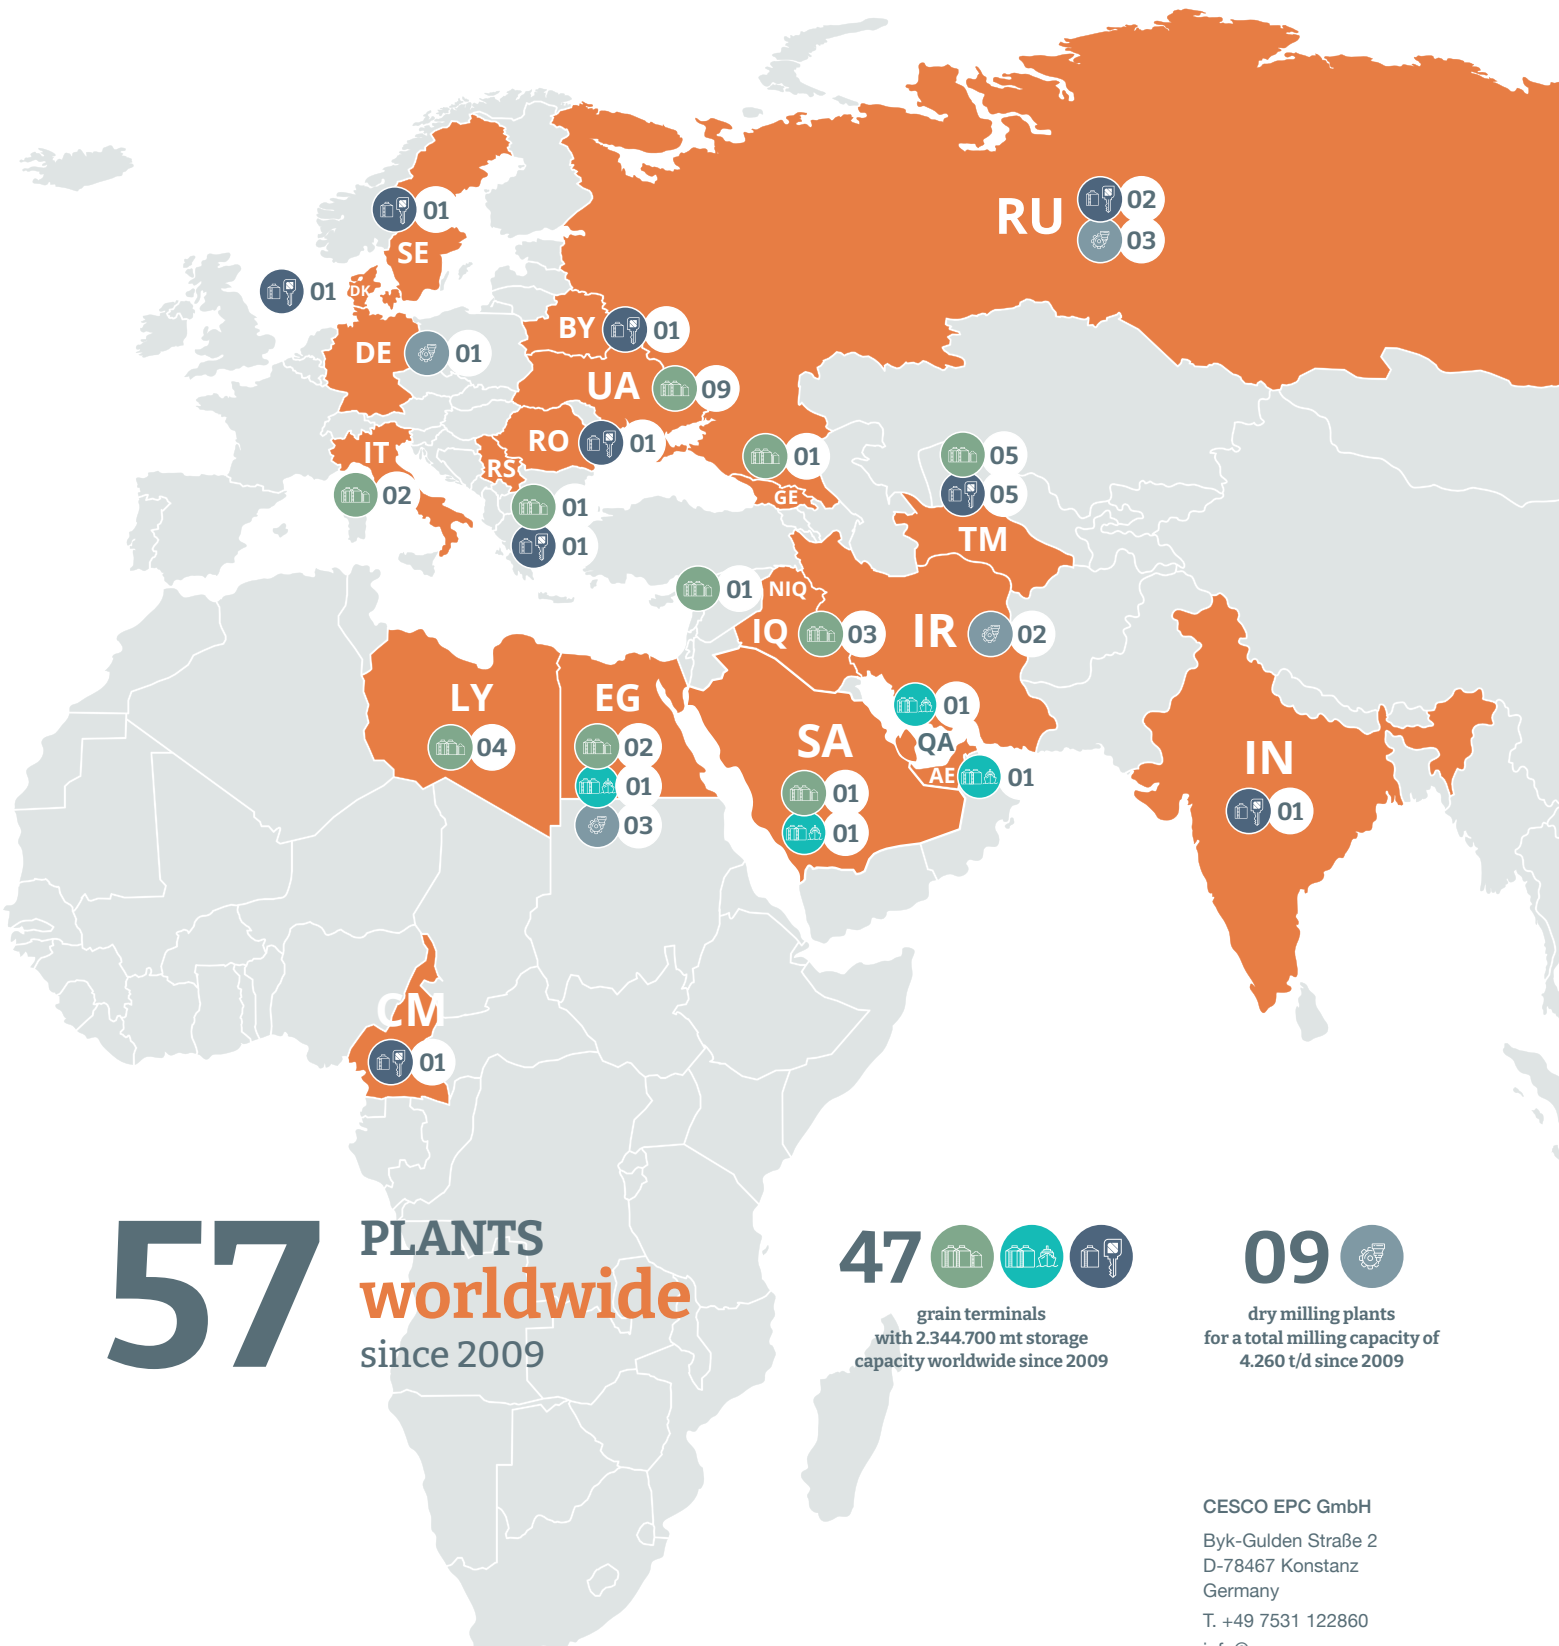 RU
02
03
01
SE
01
DK
BY
01
DE
01
UA
09
RO
01
IT
02
RS
01
01
01
GE
05
05
TM
01
NIQ
IQ
03
IR
02
LY
04
EG
02
01
03
01
QA
SA
01
01
AE
01
IN
01
CM
01
57
PLANTS
worldwide
since 2009
47
grain terminals
with 2.344.700 mt storage
capacity worldwide since 2009
09
dry milling plants
for a total milling capacity of
4.260 t/d since 2009
CESCO EPC GmbH
Byk-Gulden Straße 2
D-78467 Konstanz
Germany
T. +49 7531 122860